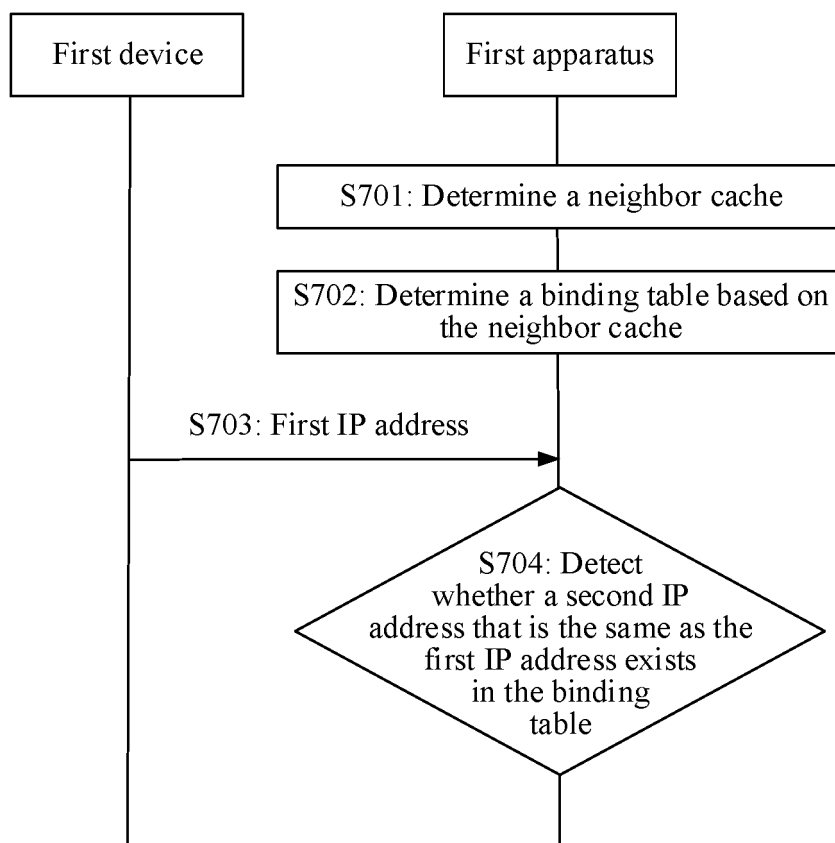 First device
First apparatus
S701: Determine a neighbor cache
S702: Determine a binding table based on
the neighbor cache
S703: First IP address
S704: Detect
whether a second IP
address that is the same as the
first IP address exists
in the binding
table